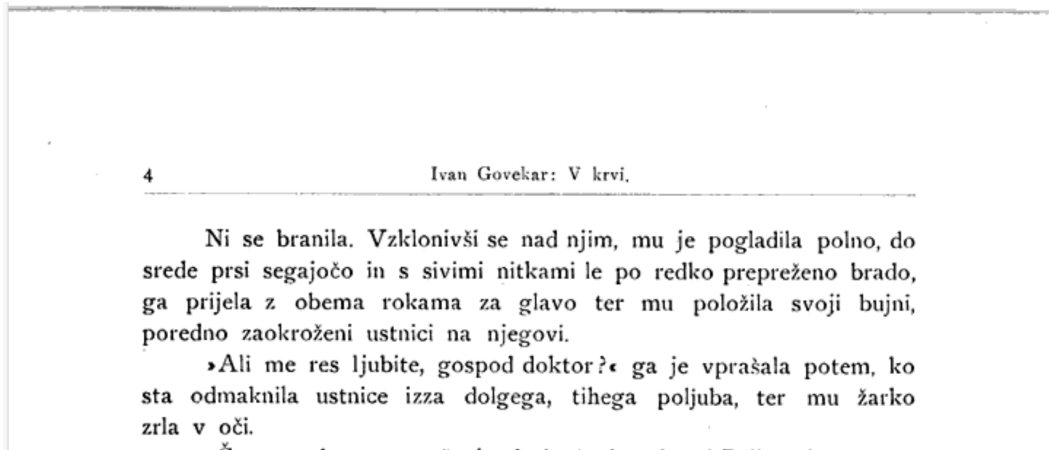 4 Ivan Govekar: V krvi.
Ni se branila. Vzklonivši se nad njim, mu je pogladila polno, do
srede prsi segajočo in s sivimi nitkami le po redko prepreženo brado,
ga prijela z obema rokama za glavo ter mu položila svoji bujni,
poredno zaokroženi ustnici na njegovi.
»Ali me res ljubite, gospod doktor?« ga je vprašala potem, ko
sta odmaknila ustnice izza dolgega, tihega poljuba, ter mu žarko
zrla v oči.